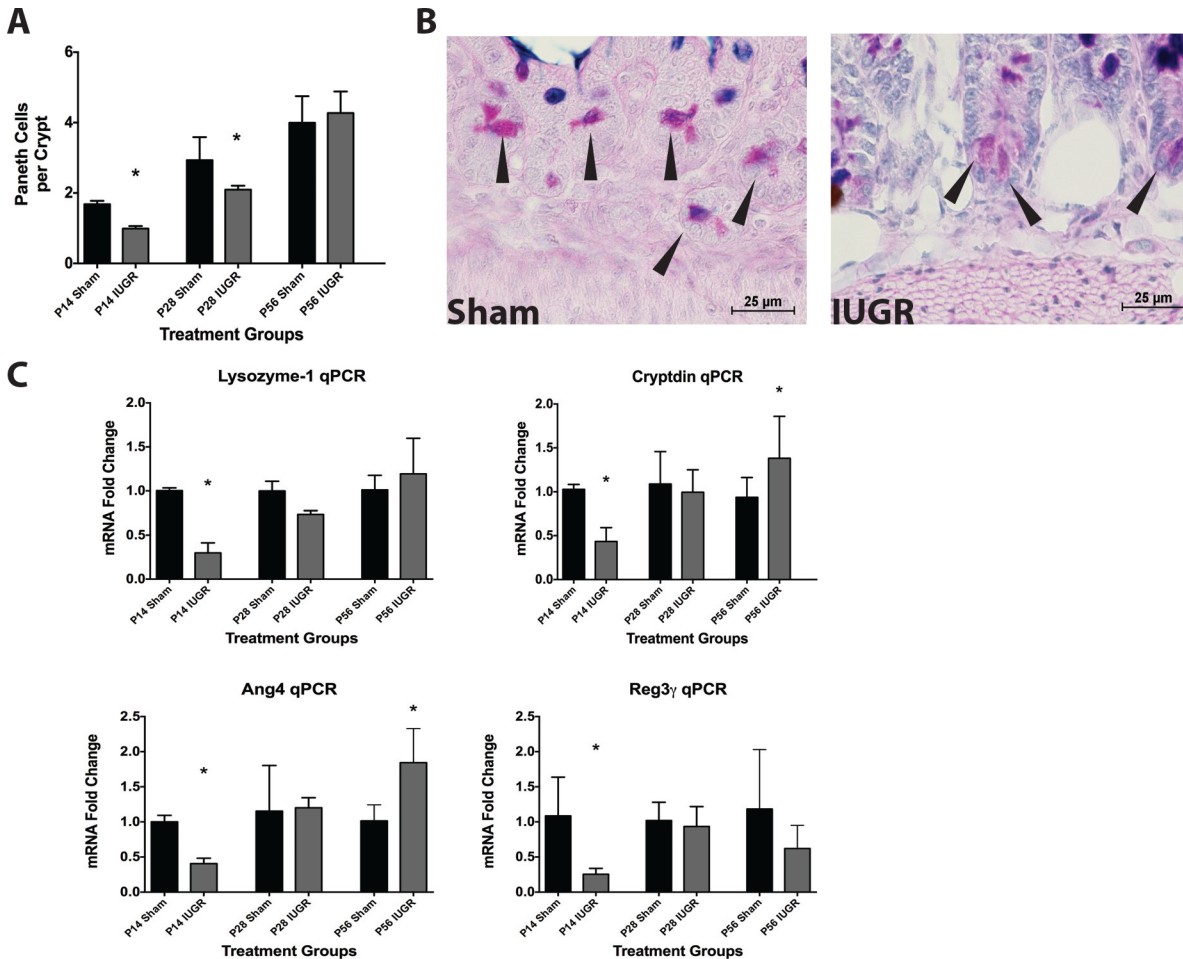 A
6
4
2
0
Paneth Cells
per Crypt
*
*
P14 Sham
P14 IUGR
P28 Sham
P28 IUGR
P56 Sham
P56 IUGR
Treatment Groups
B
Sham
25 µm
IUGR
25 µm
C
Lysozyme-1 qPCR
2.0
1.5
1.0
0.5
0.0
mRNA Fold Change
*
P14 Sham
P14 IUGR
P28 Sham
P28 IUGR
P56 Sham
P56 IUGR
Treatment Groups
Cryptdin qPCR
2.0
1.5
1.0
0.5
0.0
mRNA Fold Change
*
*
P14 Sham
P14 IUGR
P28 Sham
P28 IUGR
P56 Sham
P56 IUGR
Treatment Groups
Ang4 qPCR
2.5
2.0
1.5
1.0
0.5
0.0
mRNA Fold Change
*
*
P14 Sham
P14 IUGR
P28 Sham
P28 IUGR
P56 Sham
P56 IUGR
Treatment Groups
Reg3γ qPCR
2.5
2.0
1.5
1.0
0.5
0.0
mRNA Fold Change
*
P14 Sham
P14 IUGR
P28 Sham
P28 IUGR
P56 Sham
P56 IUGR
Treatment Groups